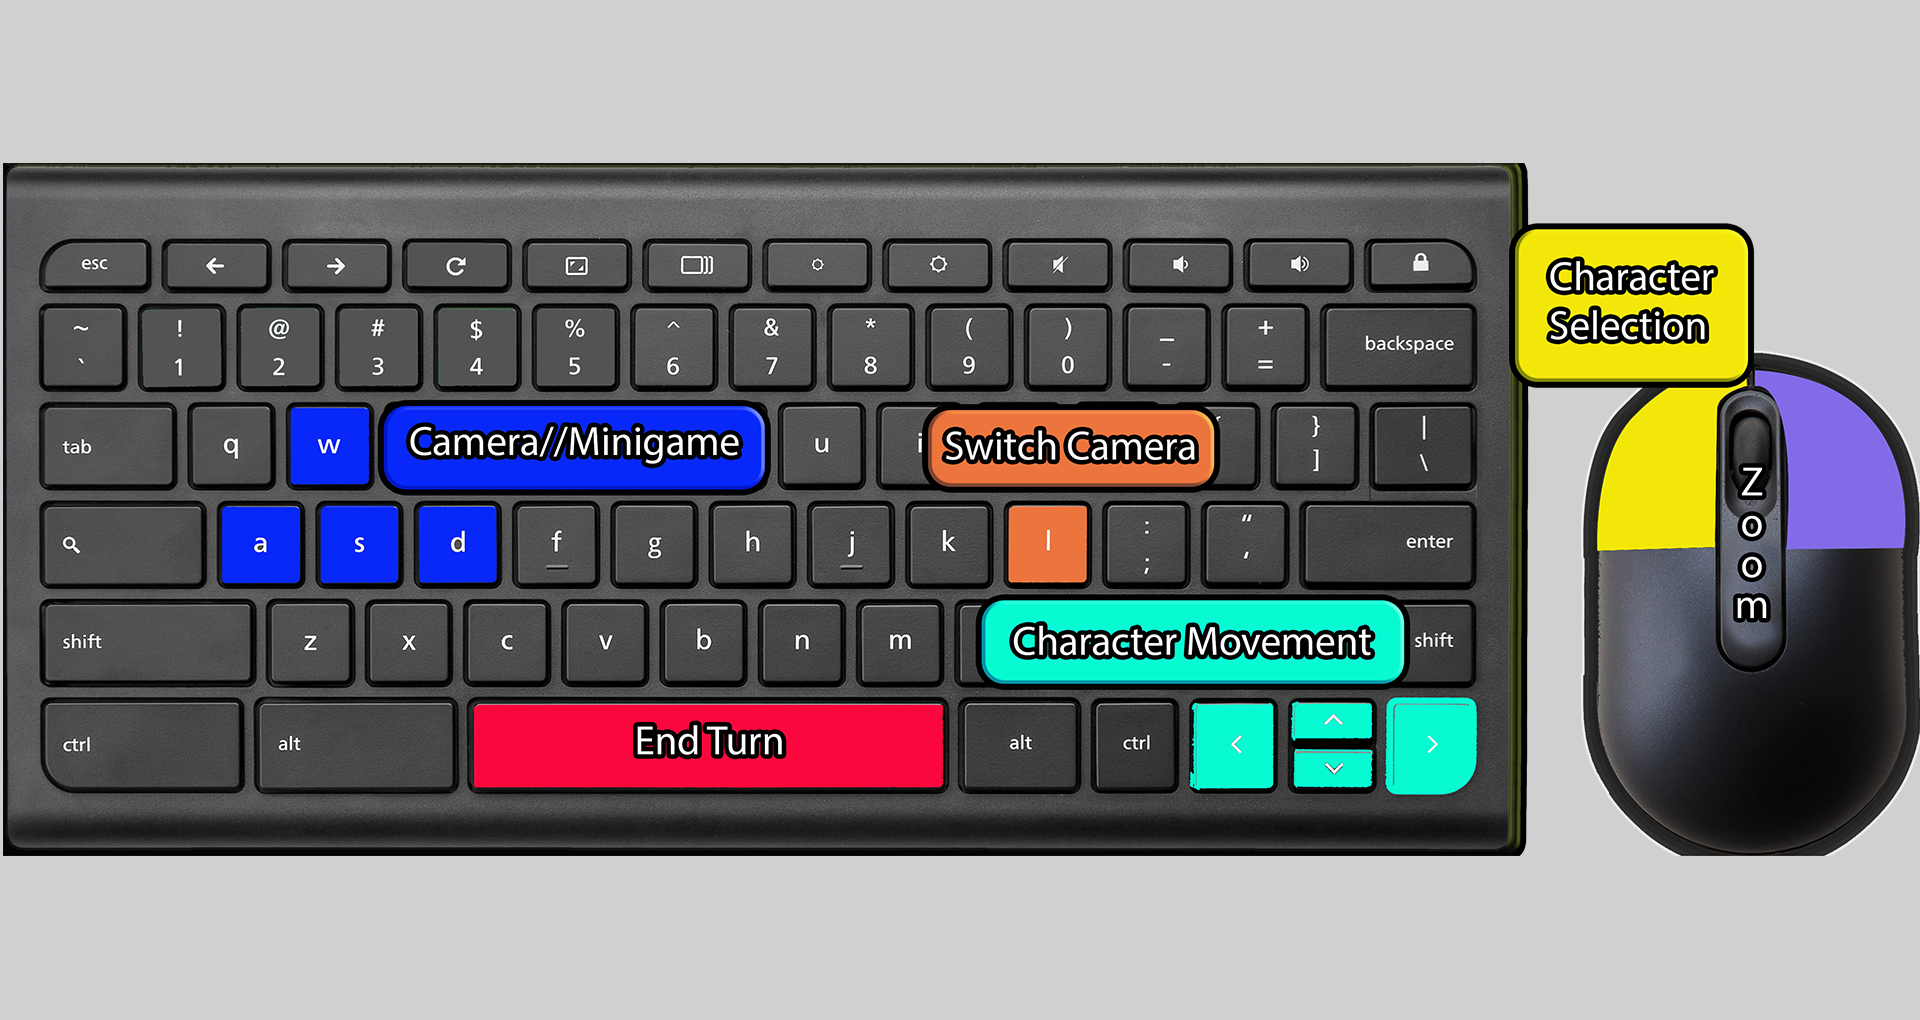 esc
~ ` ! 1 @ 2 # 3 $ 4 % 5 ^ 6 & 7 * 8 ( 9 ) 0 _ - + = backspace
Character
Selection
tab q w Camera//Minigame u i Switch Camera } ] | \
a s d f g h j k l : ; " ' enter
Zoom
shift z x c v b n m Character Movement shift
ctrl alt End Turn alt ctrl < ^ v >